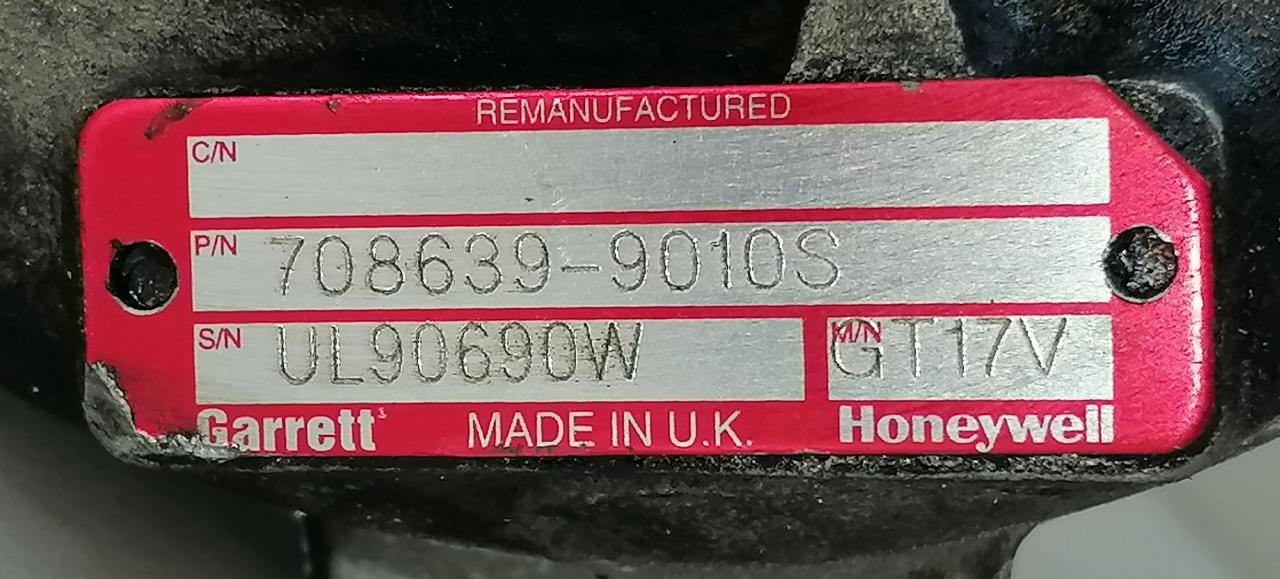 REMANUFACTURED
C/N
P/N 708639-9010S
S/N UL90690W M/N GT17V
Garrett MADE IN U.K. Honeywell